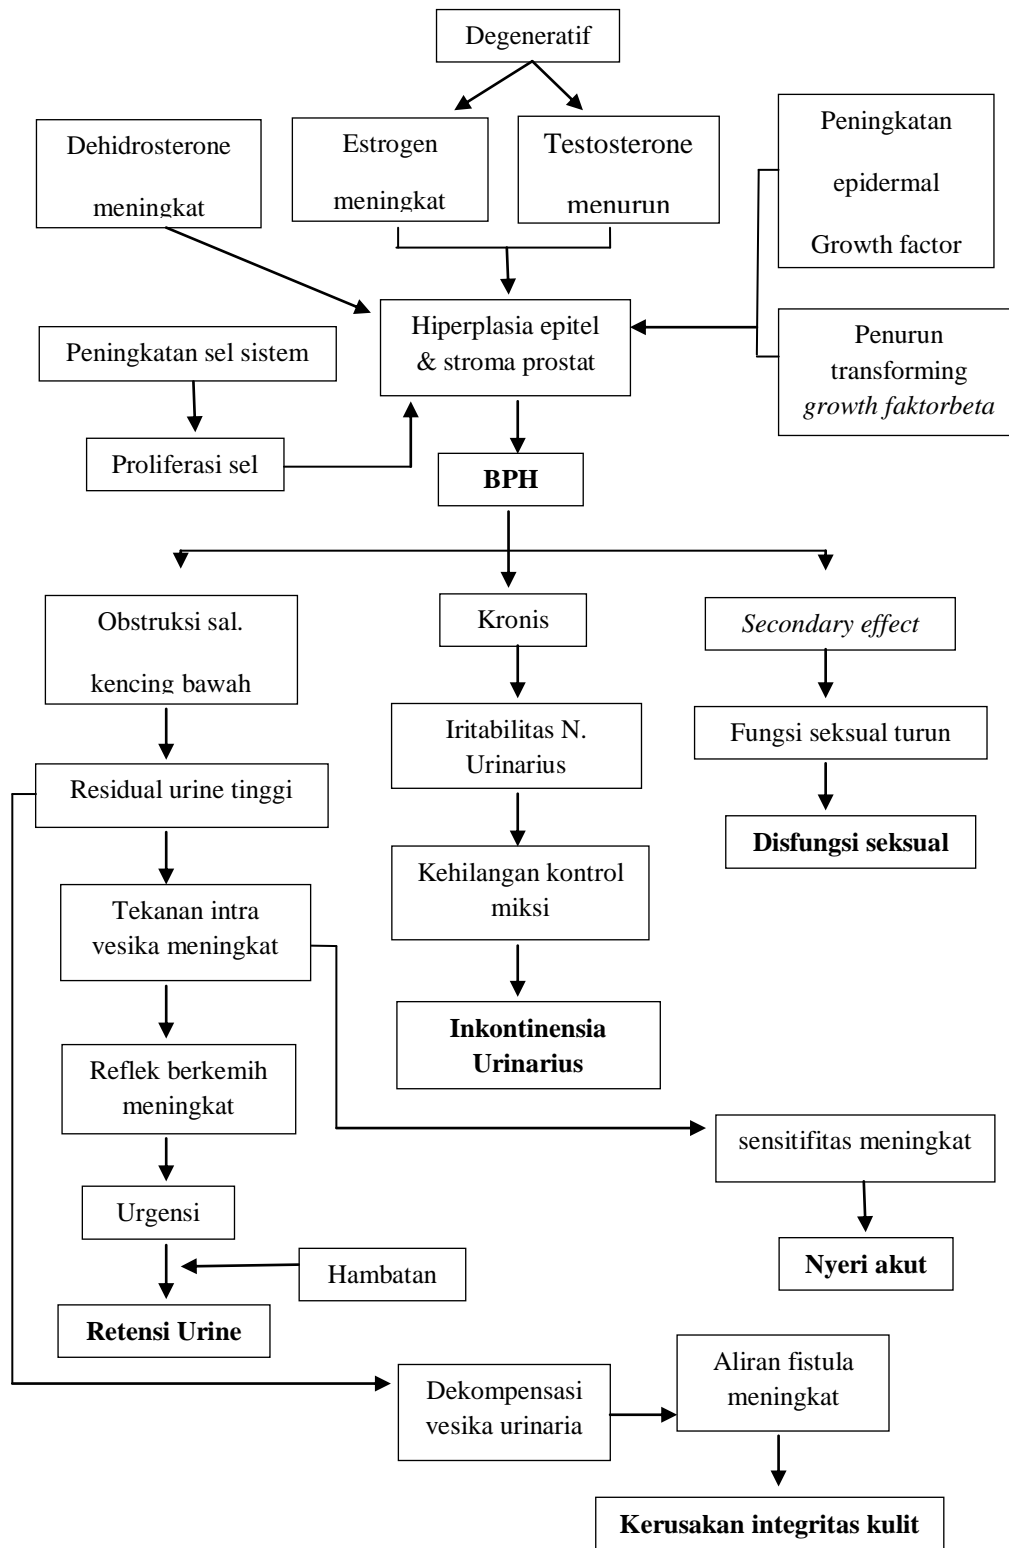 Degeneratif
Dehidrosterone
meningkat
Estrogen
meningkat
Testosterone
menurun
Peningkatan
epidermal
Growth factor
Hiperplasia epitel
& stroma prostat
Peningkatan sel sistem
Penurun
transforming
growth faktorbeta
Proliferasi sel
BPH
Obstruksi sal.
kencing bawah
Kronis
Secondary effect
Iritabilitas N.
Urinarius
Fungsi seksual turun
Residual urine tinggi
Kehilangan kontrol
miksi
Disfungsi seksual
Tekanan intra
vesika meningkat
Inkontinensia
Urinarius
Reflek berkemih
meningkat
sensitifitas meningkat
Urgensi
Hambatan
Nyeri akut
Retensi Urine
Dekompensasi
vesika urinaria
Aliran fistula
meningkat
Kerusakan integritas kulit